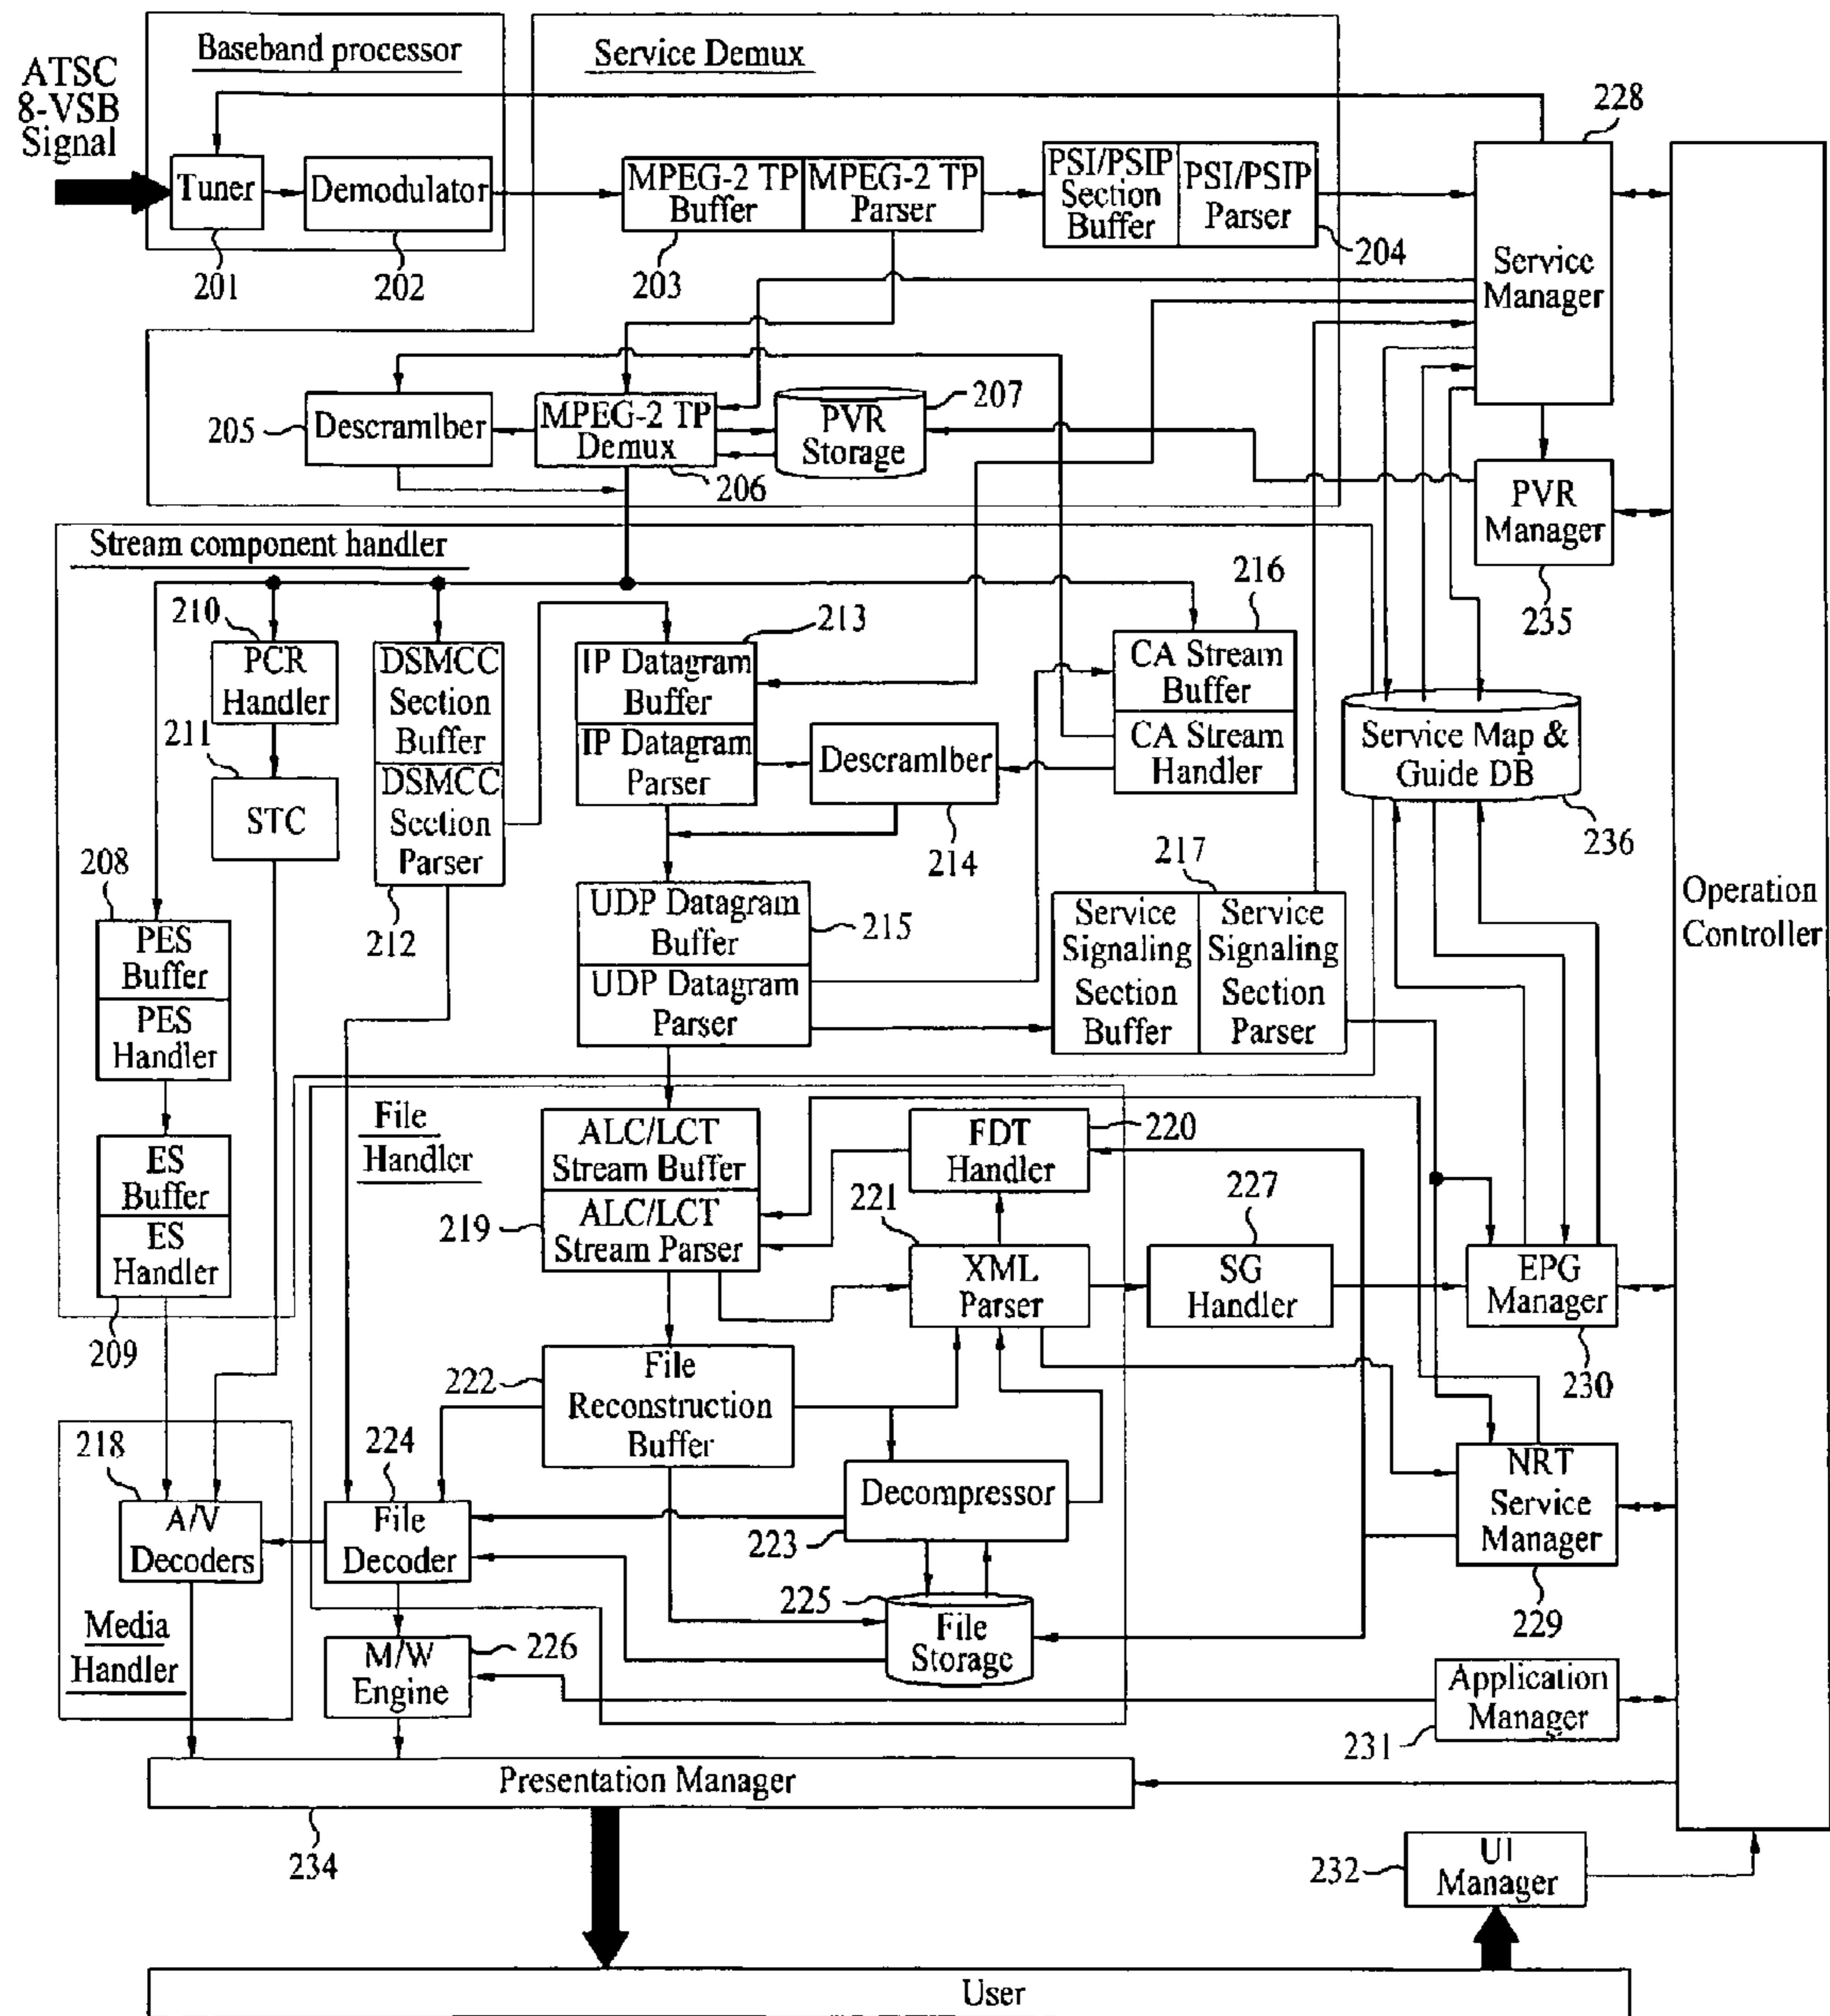 Baseband processor
Service Demux
ATSC
8-VSB
Signal
228
Tuner
Demodulator
MPEG-2 TP
Buffer
MPEG-2 TP
Parser
PSI/PSIP
Section
Buffer
PSI/PSIP
Parser
201
202
203
204
Service
Manager
205
Descramlber
MPEG-2 TP
Demux
206
PVR
Storage
207
PVR
Manager
235
Stream component handler
210
PCR
Handler
211
STC
DSMCC
Section
Buffer
DSMCC
Section
Parser
212
213
IP Datagram
Buffer
IP Datagram
Parser
Descramlber
214
216
CA Stream
Buffer
CA Stream
Handler
Service Map &
Guide DB
236
Operation
Controller
208
PES
Buffer
PES
Handler
UDP Datagram
Buffer
UDP Datagram
Parser
215
217
Service
Signaling
Section
Buffer
Service
Signaling
Section
Parser
ES
Buffer
ES
Handler
209
File
Handler
ALC/LCT
Stream Buffer
ALC/LCT
Stream Parser
219
FDT
Handler
220
221
XML
Parser
227
SG
Handler
EPG
Manager
230
222
File
Reconstruction
Buffer
218
A/V
Decoders
224
File
Decoder
Decompressor
223
NRT
Service
Manager
229
225
File
Storage
Media
Handler
M/W
Engine
226
Application
Manager
231
Presentation Manager
234
232
UI
Manager
User